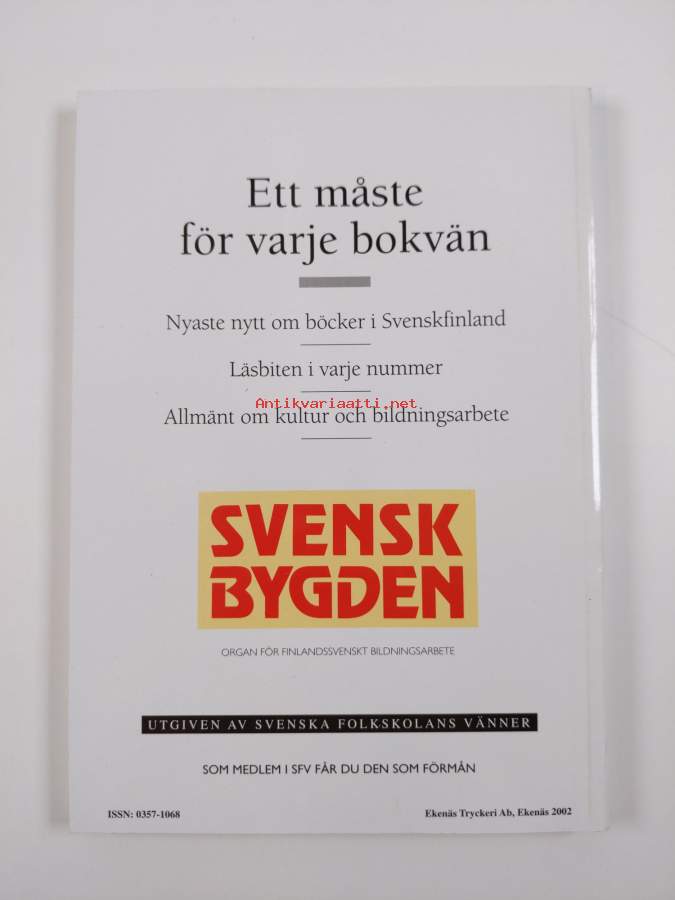 Ett måste
för varje bokvän
Nyaste nytt om böcker i Svenskfinland
Läsbiten i varje nummer
Antikvariaatti.net
Allmänt om kultur och bildningsarbete
SVENSK
BYGDEN
ORGAN FÖR FINLANDSSVENSKT BILDNINGSARBETE
UTGIVEN AV SVENSKA FOLKSKOLANS VÄNNER
SOM MEDLEM I SFV FÅR DU DEN SOM FÖRMÅN
ISSN: 0357-1068
Ekenäs Tryckeri Ab, Ekenäs 2002